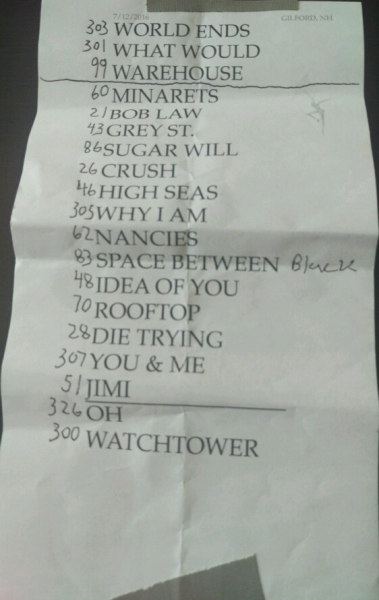 7/12/2016 GILFORD, NH
303 WORLD ENDS
301 WHAT WOULD
99 WAREHOUSE
60 MINARETS
21 BOB LAW
43 GREY ST.
86 SUGAR WILL
26 CRUSH
46 HIGH SEAS
305 WHY I AM
62 NANCIES
83 SPACE BETWEEN
48 IDEA OF YOU
70 ROOFTOP
28 DIE TRYING
307 YOU & ME
51 JIMI
326 OH
300 WATCHTOWER